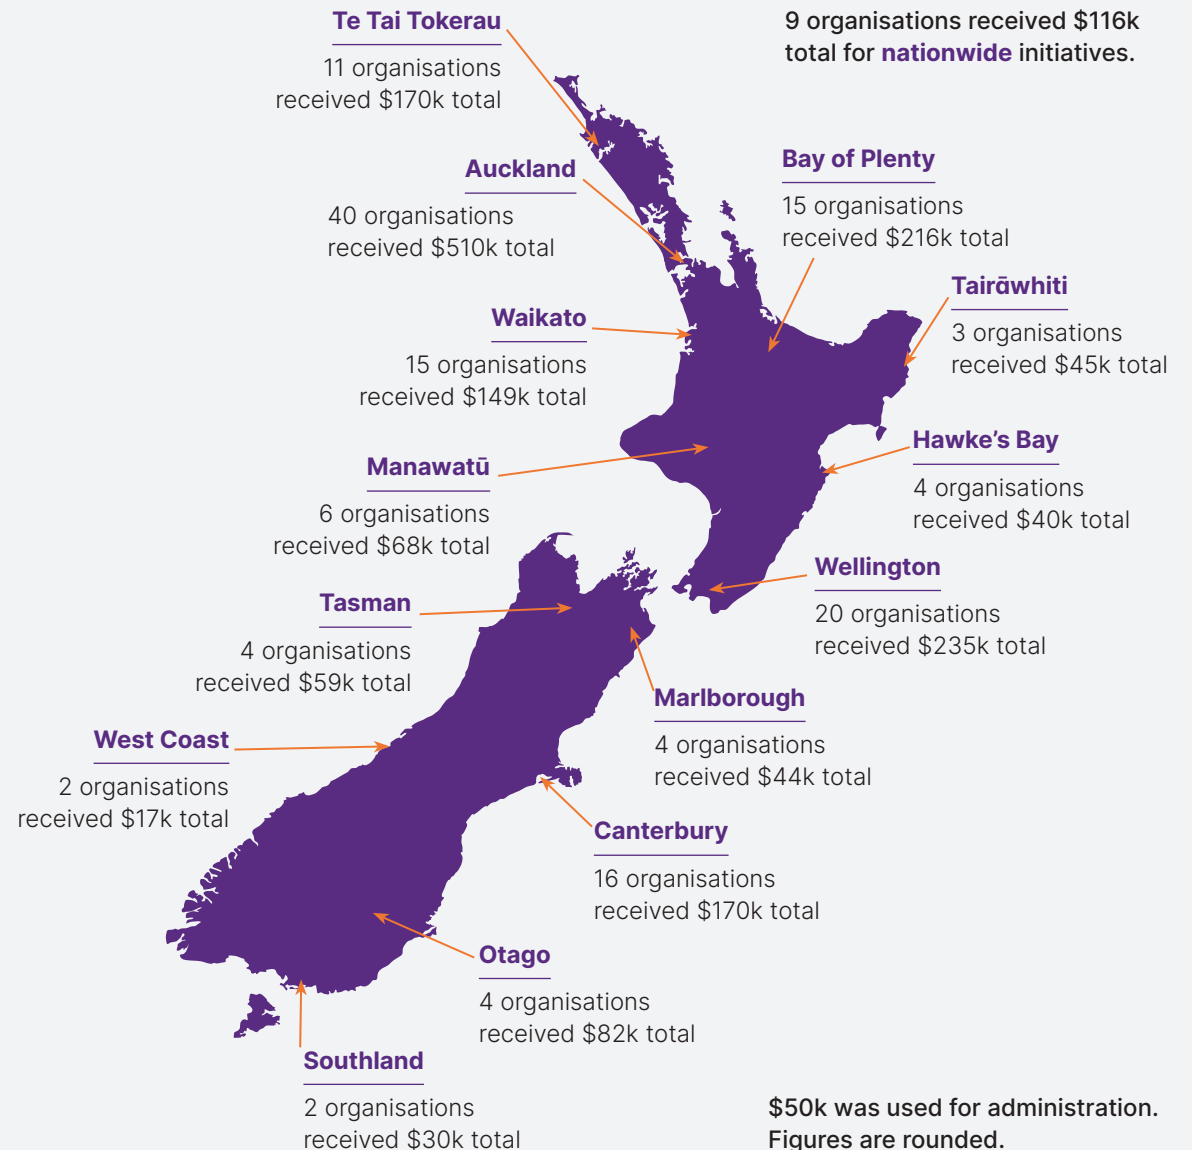 Te Tai Tokerau
11 organisations
received $170k total
9 organisations received $116k
total for nationwide initiatives.
Auckland
40 organisations
received $510k total
Bay of Plenty
15 organisations
received $216k total
Tairāwhiti
3 organisations
received $45k total
Waikato
15 organisations
received $149k total
Hawke’s Bay
4 organisations
received $40k total
Manawatū
6 organisations
received $68k total
Wellington
20 organisations
received $235k total
Tasman
4 organisations
received $59k total
Marlborough
4 organisations
received $44k total
West Coast
2 organisations
received $17k total
Canterbury
16 organisations
received $170k total
Otago
4 organisations
received $82k total
Southland
2 organisations
received $30k total
$50k was used for administration.
Figures are rounded.